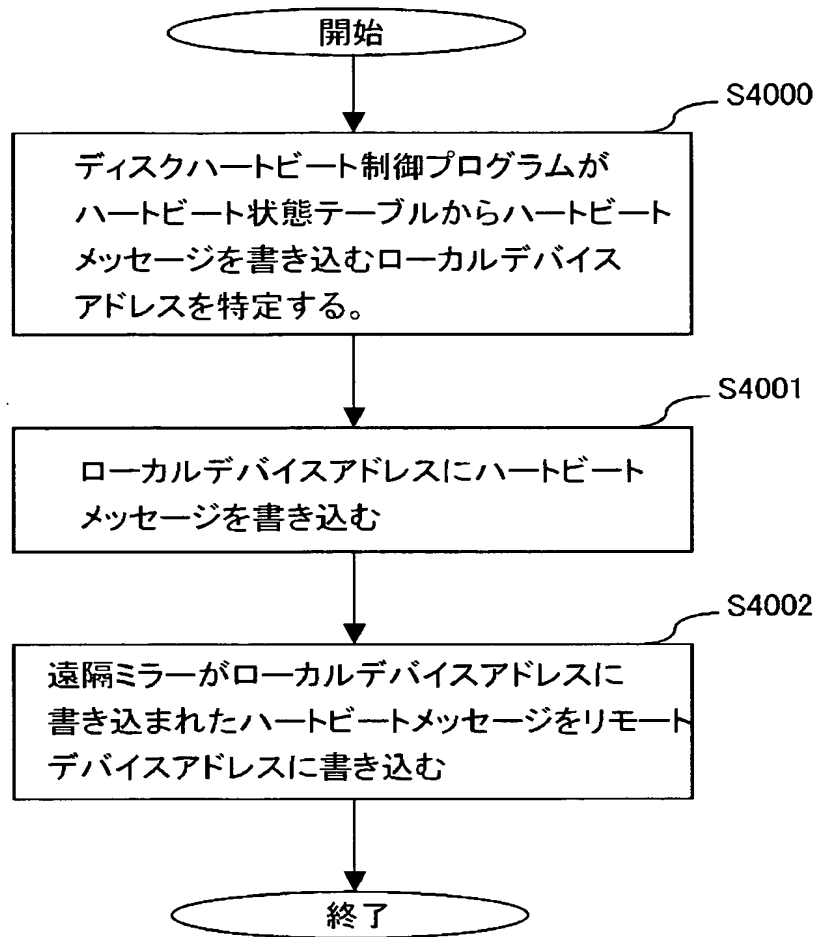 開始
S4000
ディスクハートビート制御プログラムが
ハートビート状態テーブルからハートビート
メッセージを書き込むローカルデバイス
アドレスを特定する。
S4001
ローカルデバイスアドレスにハートビート
メッセージを書き込む
S4002
遠隔ミラーがローカルデバイスアドレスに
書き込まれたハートビートメッセージをリモート
デバイスアドレスに書き込む
終了